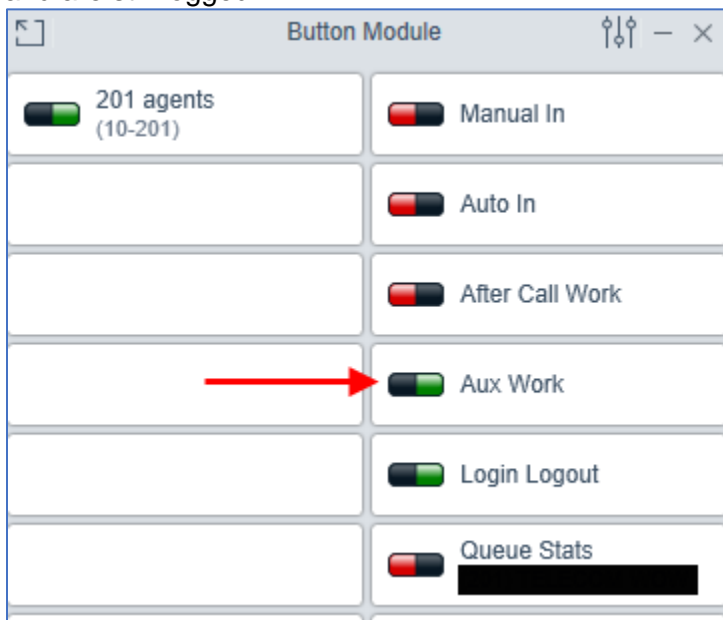 Button Module
201 agents
(10-201)
Manual In
Auto In
After Call Work
Aux Work
Login Logout
Queue Stats